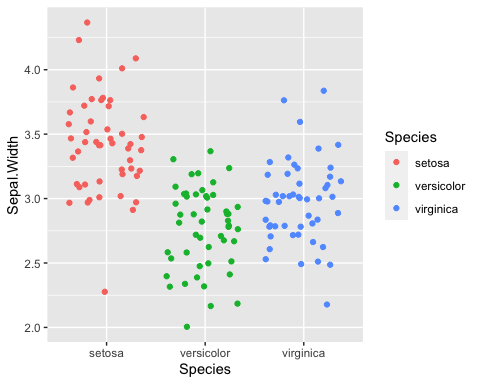 Sepal.Width
4.0
3.5
3.0
2.5
2.0
setosa
versicolor
virginica
Species
Species
setosa
versicolor
virginica